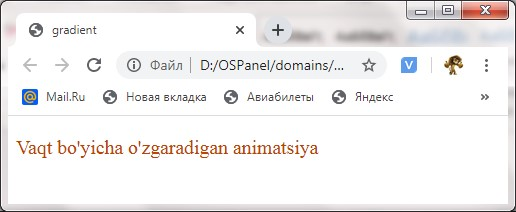 gradient
Файл D:/OSPanel/domains/...
Mail.Ru Новая вкладка Авиабилеты Яндекс »
Vaqt bo'yicha o'zgaradigan animatsiya